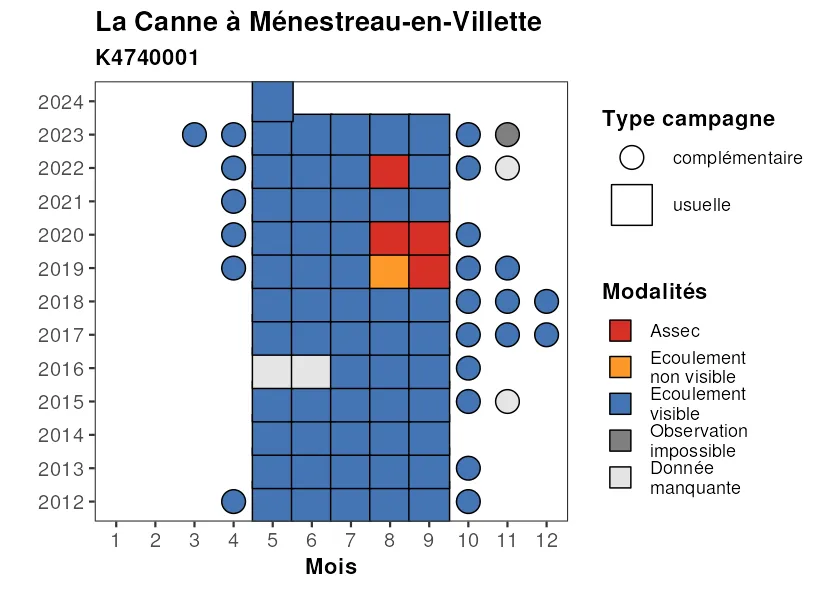 La Canne à Ménestreau-en-Villette
K4740001
2024
2023
2022
2021
2020
2019
2018
2017
2016
2015
2014
2013
2012
1 2 3 4 5 6 7 8 9 10 11 12
Mois
Type campagne
complémentaire
usuelle
Modalités
Assec
Ecoulement
non visible
Ecoulement
visible
Observation
impossible
Donnée
manquante